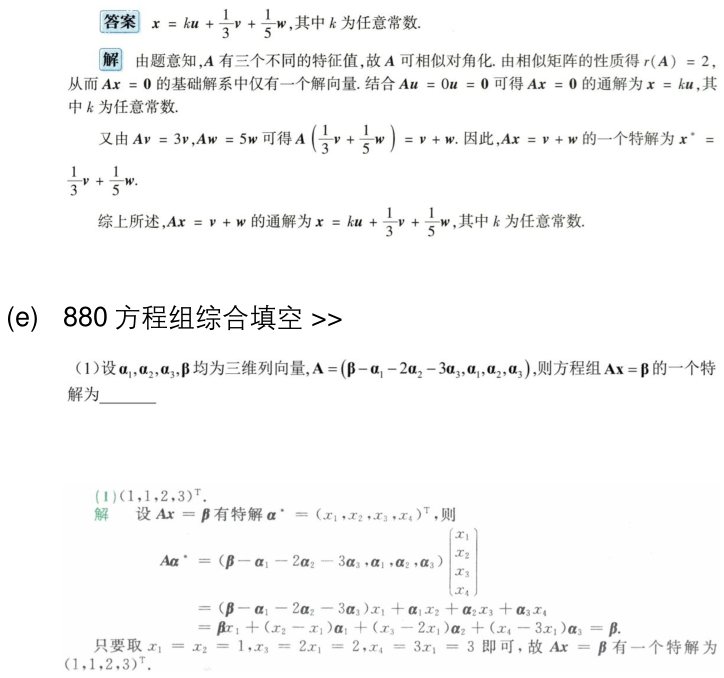 答案 x = ku + 1/3 v + 1/5 w,其中 k 为任意常数.
解 由题意知,A 有三个不同的特征值,故 A 可相似对角化. 由相似矩阵的性质得 r(A) = 2,
从而 Ax = 0 的基础解系中仅有一个解向量. 结合 Au = 0u = 0 可得 Ax = 0 的通解为 x = ku,其
中 k 为任意常数.
又由 Av = 3v,Aw = 5w 可得 A(1/3 v + 1/5 w) = v + w. 因此,Ax = v + w 的一个特解为 x* =
1/3 v + 1/5 w.
综上所述,Ax = v + w 的通解为 x = ku + 1/3 v + 1/5 w,其中 k 为任意常数.
(e) 880 方程组综合填空 >>
(1)设 α₁,α₂,α₃,β 均为三维列向量, A = (β − α₁ − 2α₂ − 3α₃,α₁,α₂,α₃),则方程组 Ax = β 的一个特
解为______
(1)(1,1,2,3)ᵀ.
解 设 Ax = β 有特解 α* = (x₁,x₂,x₃,x₄)ᵀ,则
Aα* = (β − α₁ − 2α₂ − 3α₃,α₁,α₂,α₃)(x₁ x₂ x₃ x₄)
= (β − α₁ − 2α₂ − 3α₃)x₁ + α₁x₂ + α₂x₃ + α₃x₄
= βx₁ + (x₂ − x₁)α₁ + (x₃ − 2x₁)α₂ + (x₄ − 3x₁)α₃ = β.
只要取 x₁ = x₂ = 1,x₃ = 2x₁ = 2,x₄ = 3x₁ = 3 即可,故 Ax = β 有一个特解为
(1,1,2,3)ᵀ.